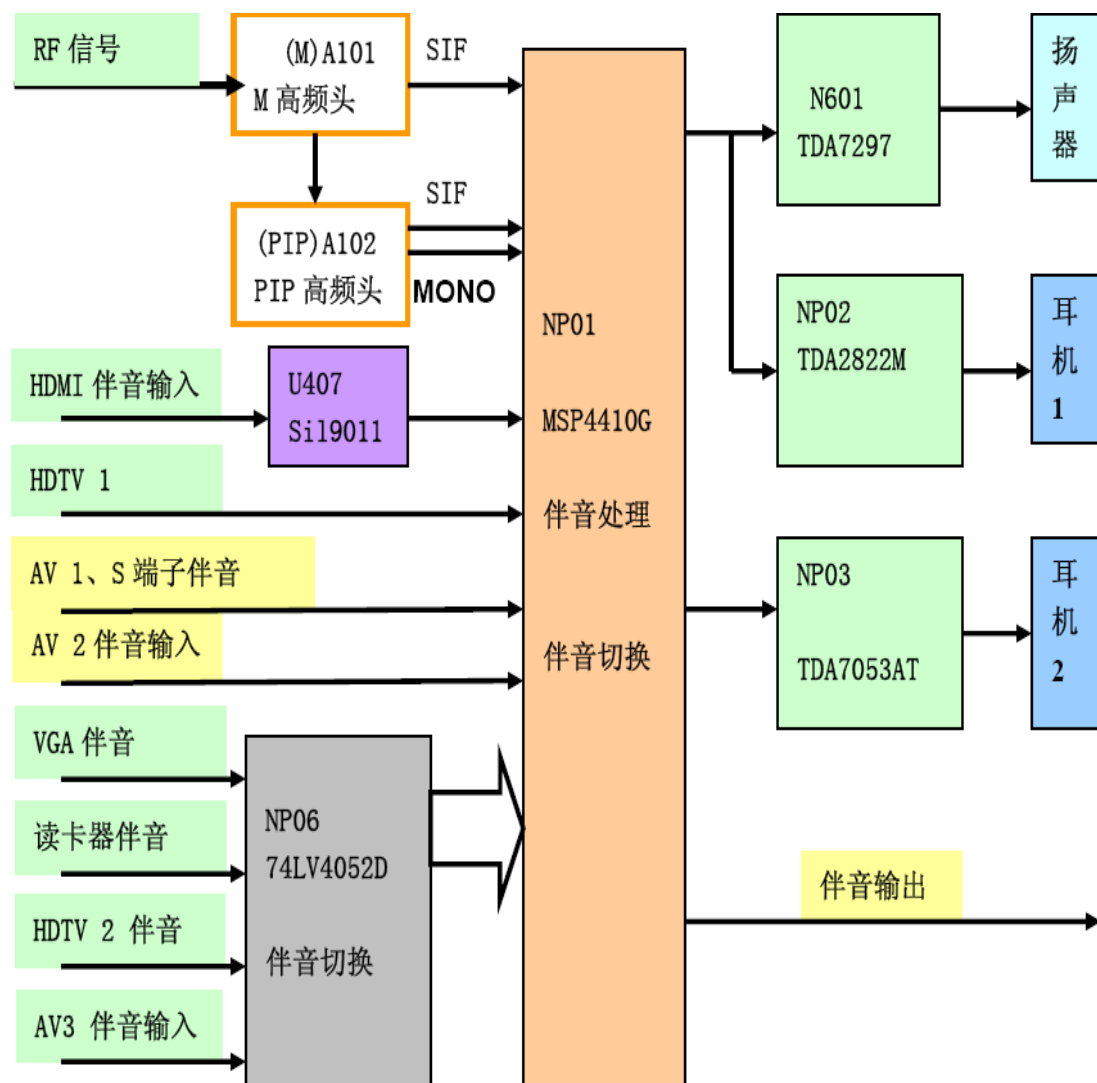 RF 信号
(M)A101
M 高频头
SIF
SIF
(PIP)A102
PIP 高频头
MONO
HDMI 伴音输入
U407
Sil9011
HDTV 1
AV 1、S 端子伴音
AV 2 伴音输入
VGA 伴音
读卡器伴音
HDTV 2 伴音
AV3 伴音输入
NP06
74LV4052D
伴音切换
NP01
MSP4410G
伴音处理
伴音切换
N601
TDA7297
扬
声
器
NP02
TDA2822M
耳
机
1
NP03
TDA7053AT
耳
机
2
伴音输出